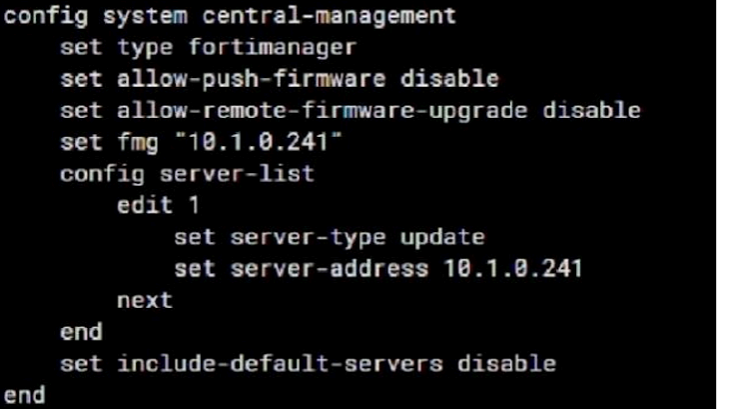 config system central-management
set type fortimanager
set allow-push-firmware disable
set allow-remote-firmware-upgrade disable
set fmg "10.1.0.241"
config server-list
edit 1
set server-type update
set server-address 10.1.0.241
next
end
set include-default-servers disable
end